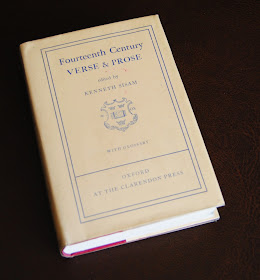 Fourteenth Century
VERSE & PROSE
edited by
KENNETH SISAM
WITH GLOSSARY
OXFORD
AT THE CLARENDON PRESS